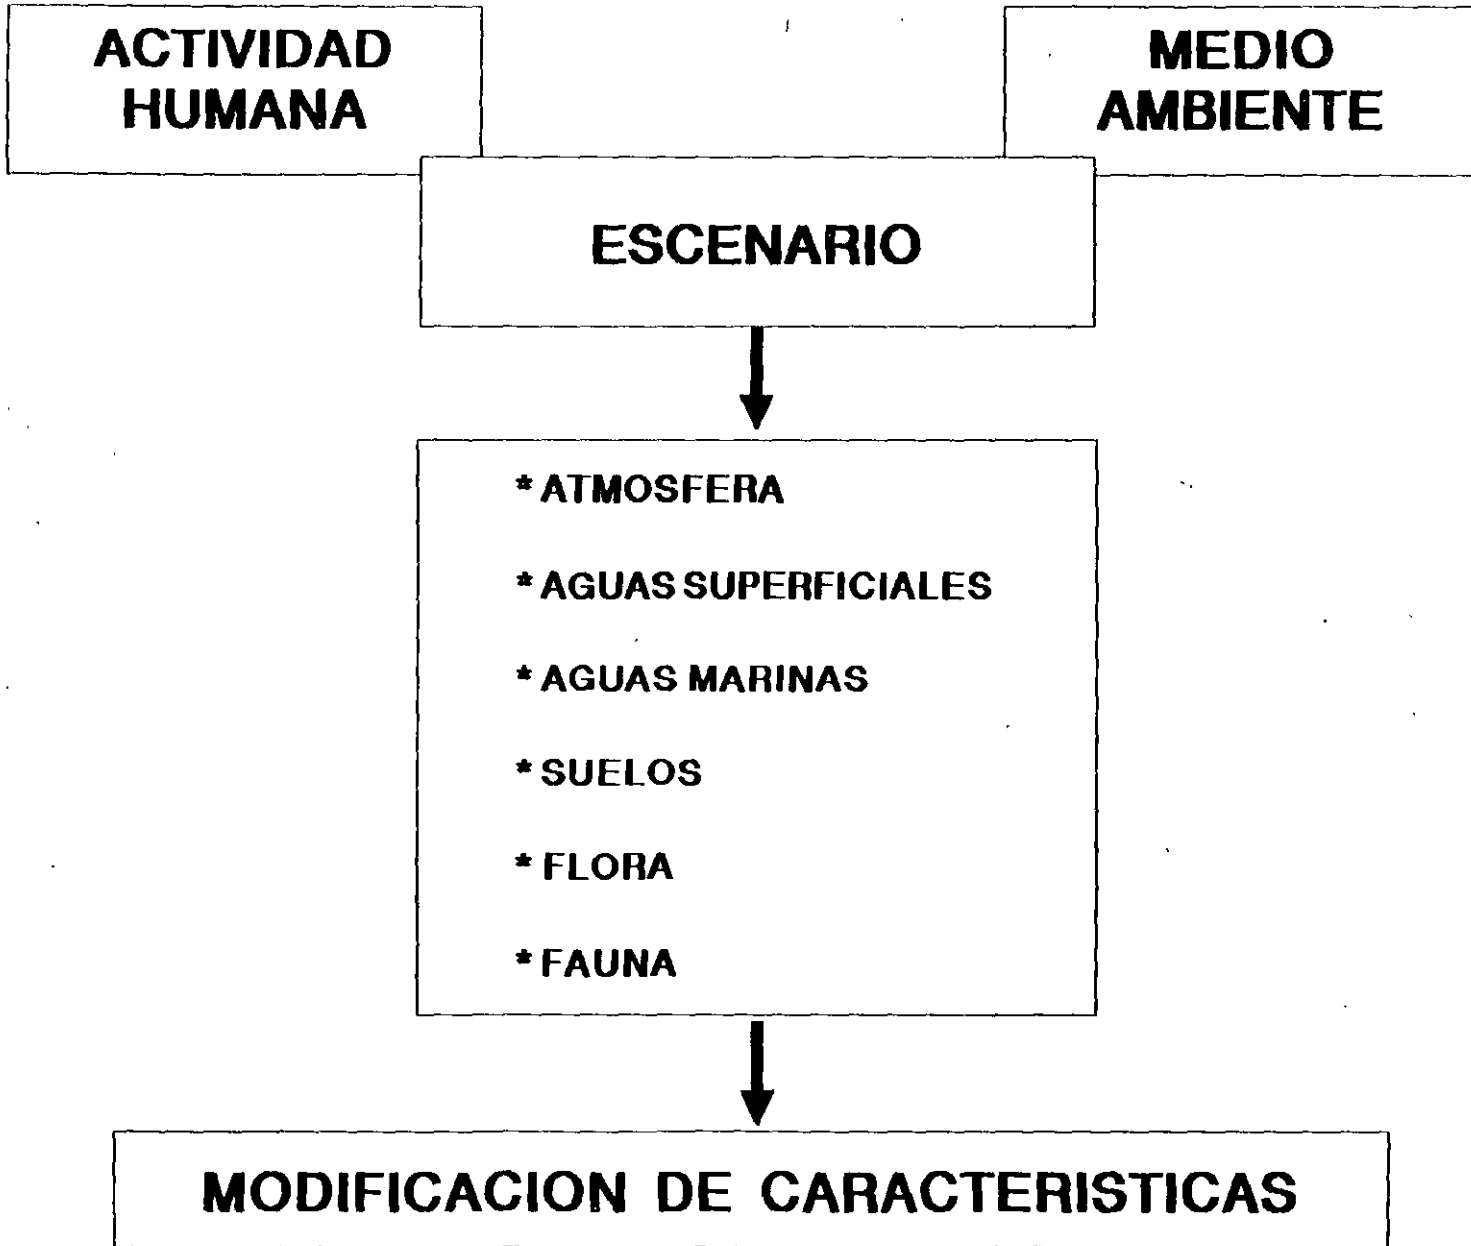 ACTIVIDAD
HUMANA
MEDIO
AMBIENTE
ESCENARIO
* ATMOSFERA
* AGUAS SUPERFICIALES
* AGUAS MARINAS
* SUELOS
* FLORA
* FAUNA
MODIFICACION DE CARACTERISTICAS